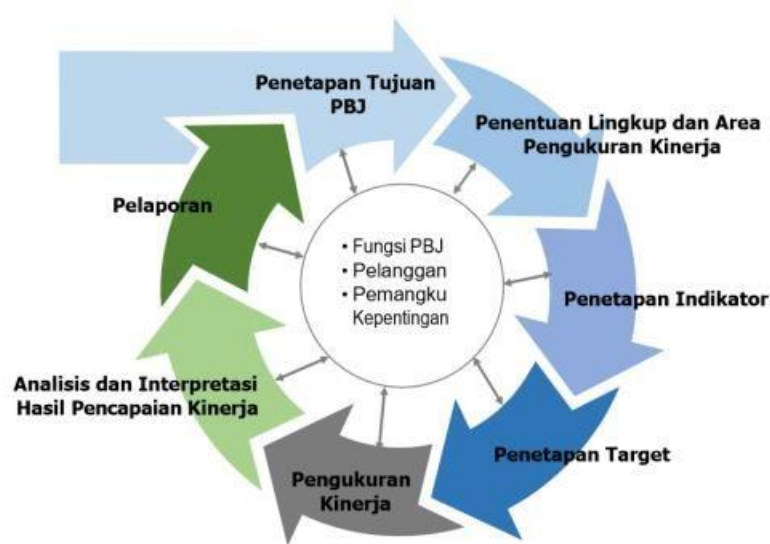 Penetapan Tujuan
PBJ
Penentuan Lingkup dan Area
Pengukuran Kinerja
Penetapan Indikator
Penetapan Target
Pengukuran
Kinerja
Analisis dan Interpretasi
Hasil Pencapaian Kinerja
Pelaporan
• Fungsi PBJ
• Pelanggan
• Pemangku
Kepentingan